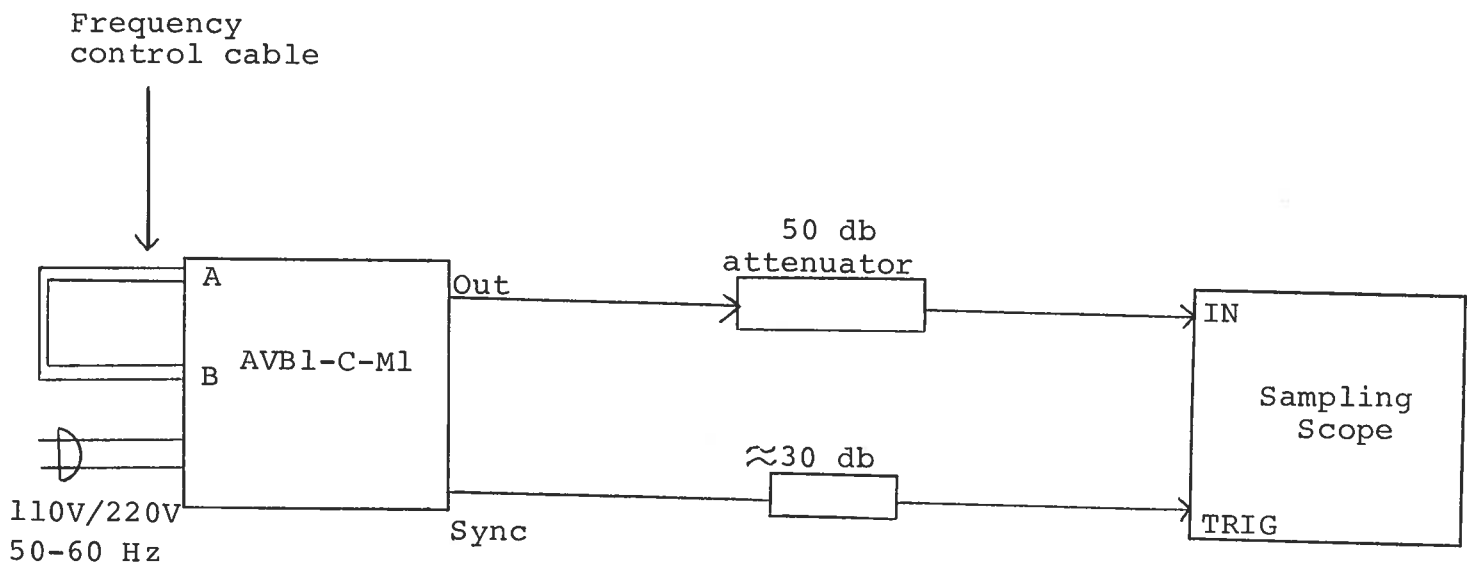 Frequency
control cable
50 db
attenuator
A
Out
IN
B
AVB1-C-M1
Sampling
Scope
≈30 db
110V/220V
50-60 Hz
Sync
TRIG